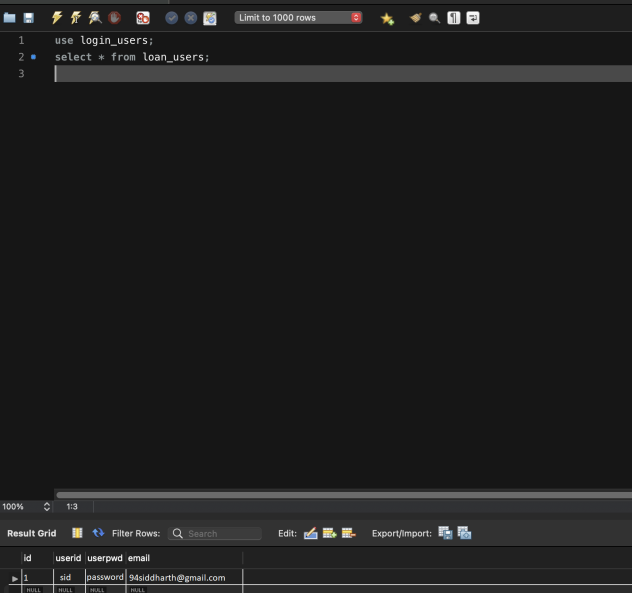 Limit to 1000 rows
1 use login_users;
2 select * from loan_users;
3
100% 1:3
Result Grid Filter Rows: Search Edit: Export/Import:
id userid userpwd email
1 sid password 94siddharth@gmail.com
NULL NULL NULL NULL